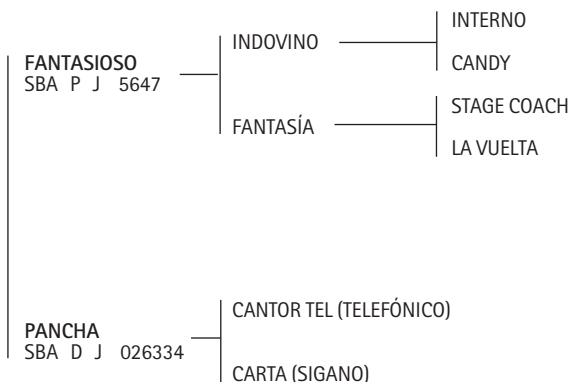 INTERNO
INDOVINO
CANDY
FANTASIOSO
SBA P J 5647
STAGE COACH
FANTASÍA
LA VUELTA
CANTOR TEL (TELEFÓNICO)
PANCHA
SBA D J 026334
CARTA (SIGANO)